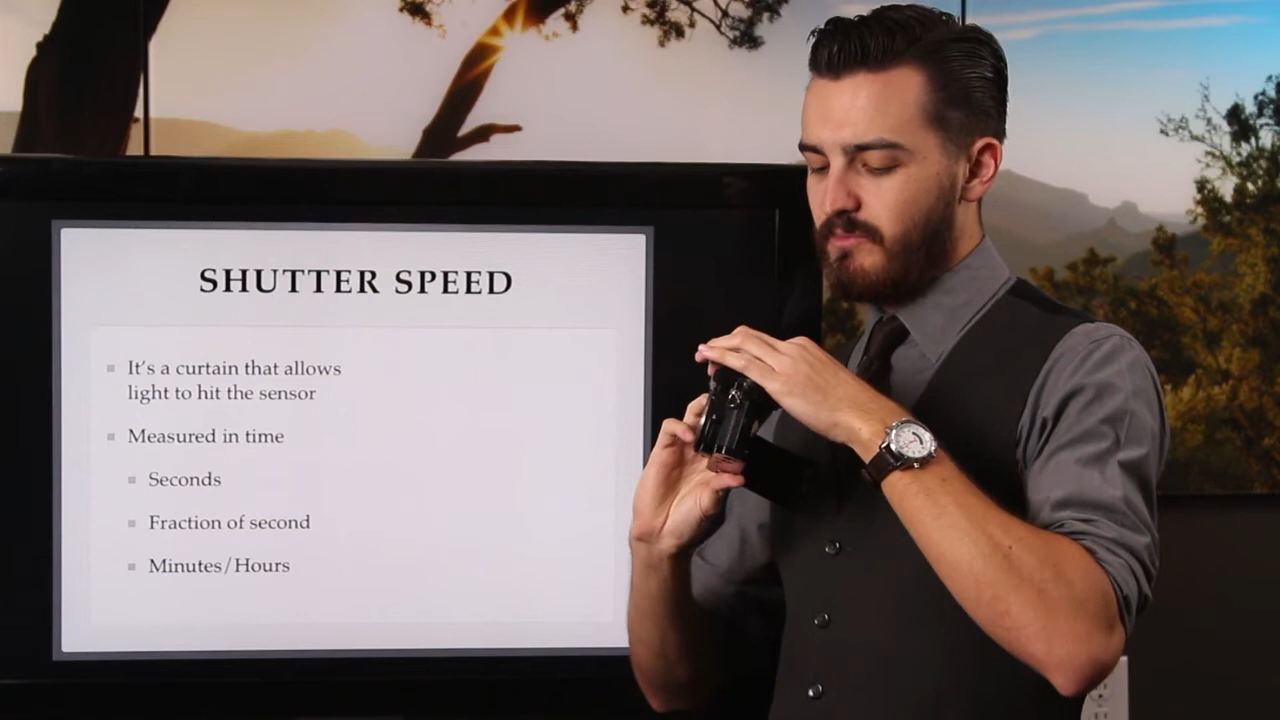 SHUTTER SPEED
It's a curtain that allows
light to hit the sensor
Measured in time
Seconds
Fraction of second
Minutes/Hours